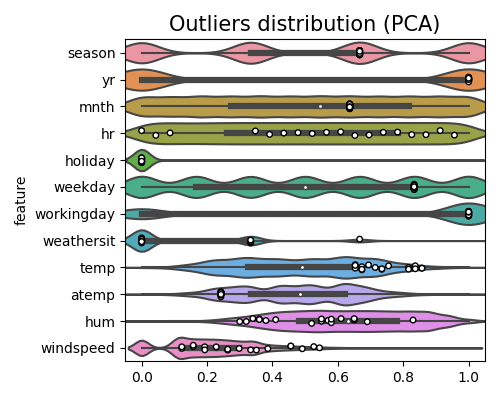 Outliers distribution (PCA)
season
yr
mnth
hr
holiday
weekday
workingday
weathersit
temp
atemp
hum
windspeed
feature
0.0 0.2 0.4 0.6 0.8 1.0